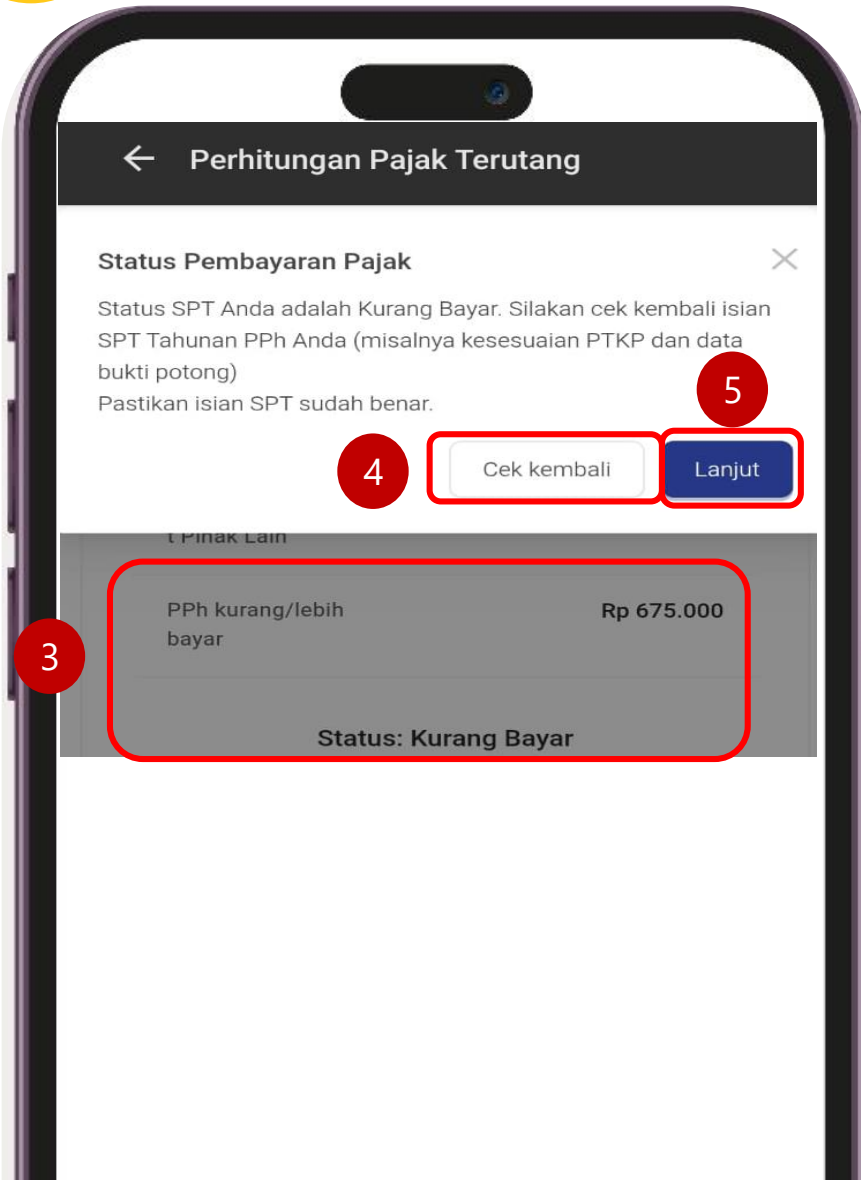 Perhitungan Pajak Terutang
Status Pembayaran Pajak
Status SPT Anda adalah Kurang Bayar. Silakan cek kembali isian
SPT Tahunan PPh Anda (misalnya kesesuaian PTKP dan data
bukti potong)
Pastikan isian SPT sudah benar.
5
4
Cek kembali
Lanjut
t Pihak Lain
PPh kurang/lebih
bayar
Rp 675.000
3
Status: Kurang Bayar